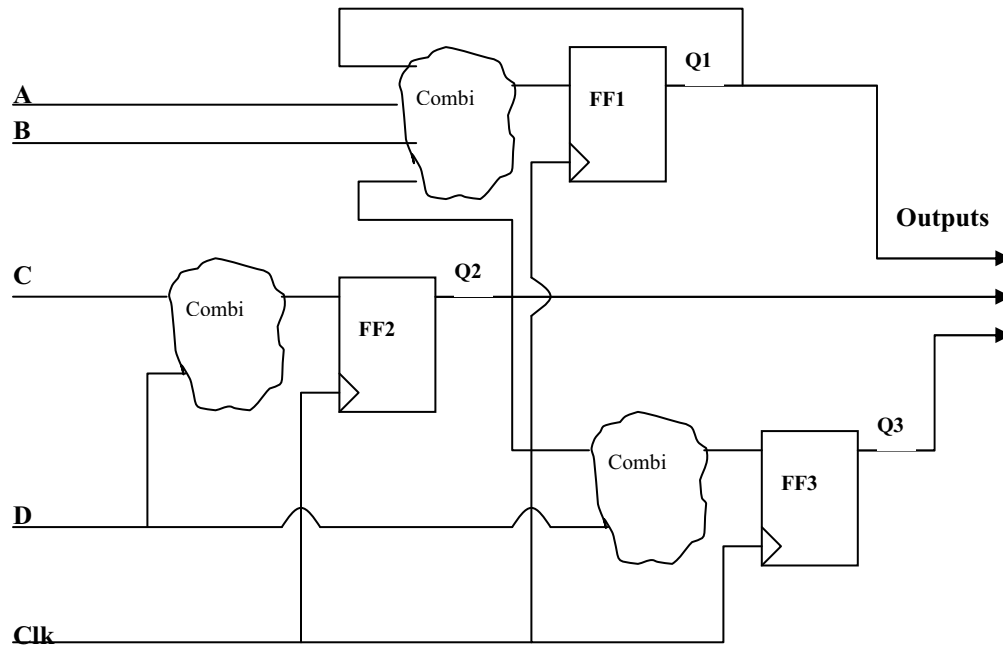 Q1
A
Combi
FF1
B
Outputs
C
Q2
Combi
FF2
Q3
Combi
FF3
D
Clk